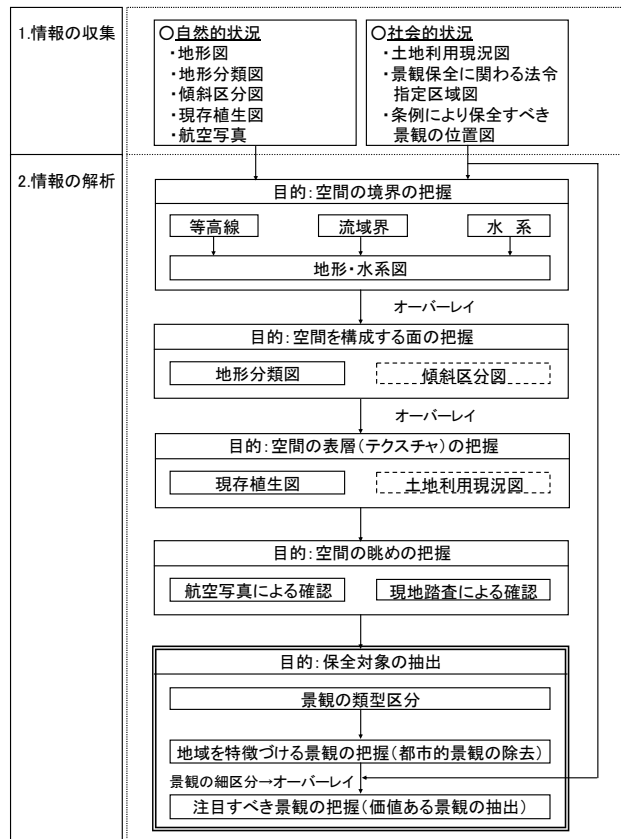 1.情報の収集
○自然的状況
・地形図
・地形分類図
・傾斜区分図
・現存植生図
・航空写真
○社会的状況
・土地利用現況図
・景観保全に関わる法令
指定区域図
・条例により保全すべき
景観の位置図
2.情報の解析
目的:空間の境界の把握
等高線
流域界
水 系
地形・水系図
オーバーレイ
目的:空間を構成する面の把握
地形分類図
傾斜区分図
オーバーレイ
目的:空間の表層(テクスチャ)の把握
現存植生図
土地利用現況図
目的:空間の眺めの把握
航空写真による確認
現地踏査による確認
目的:保全対象の抽出
景観の類型区分
地域を特徴づける景観の把握(都市的景観の除去)
景観の細区分→オーバーレイ
注目すべき景観の把握(価値ある景観の抽出)